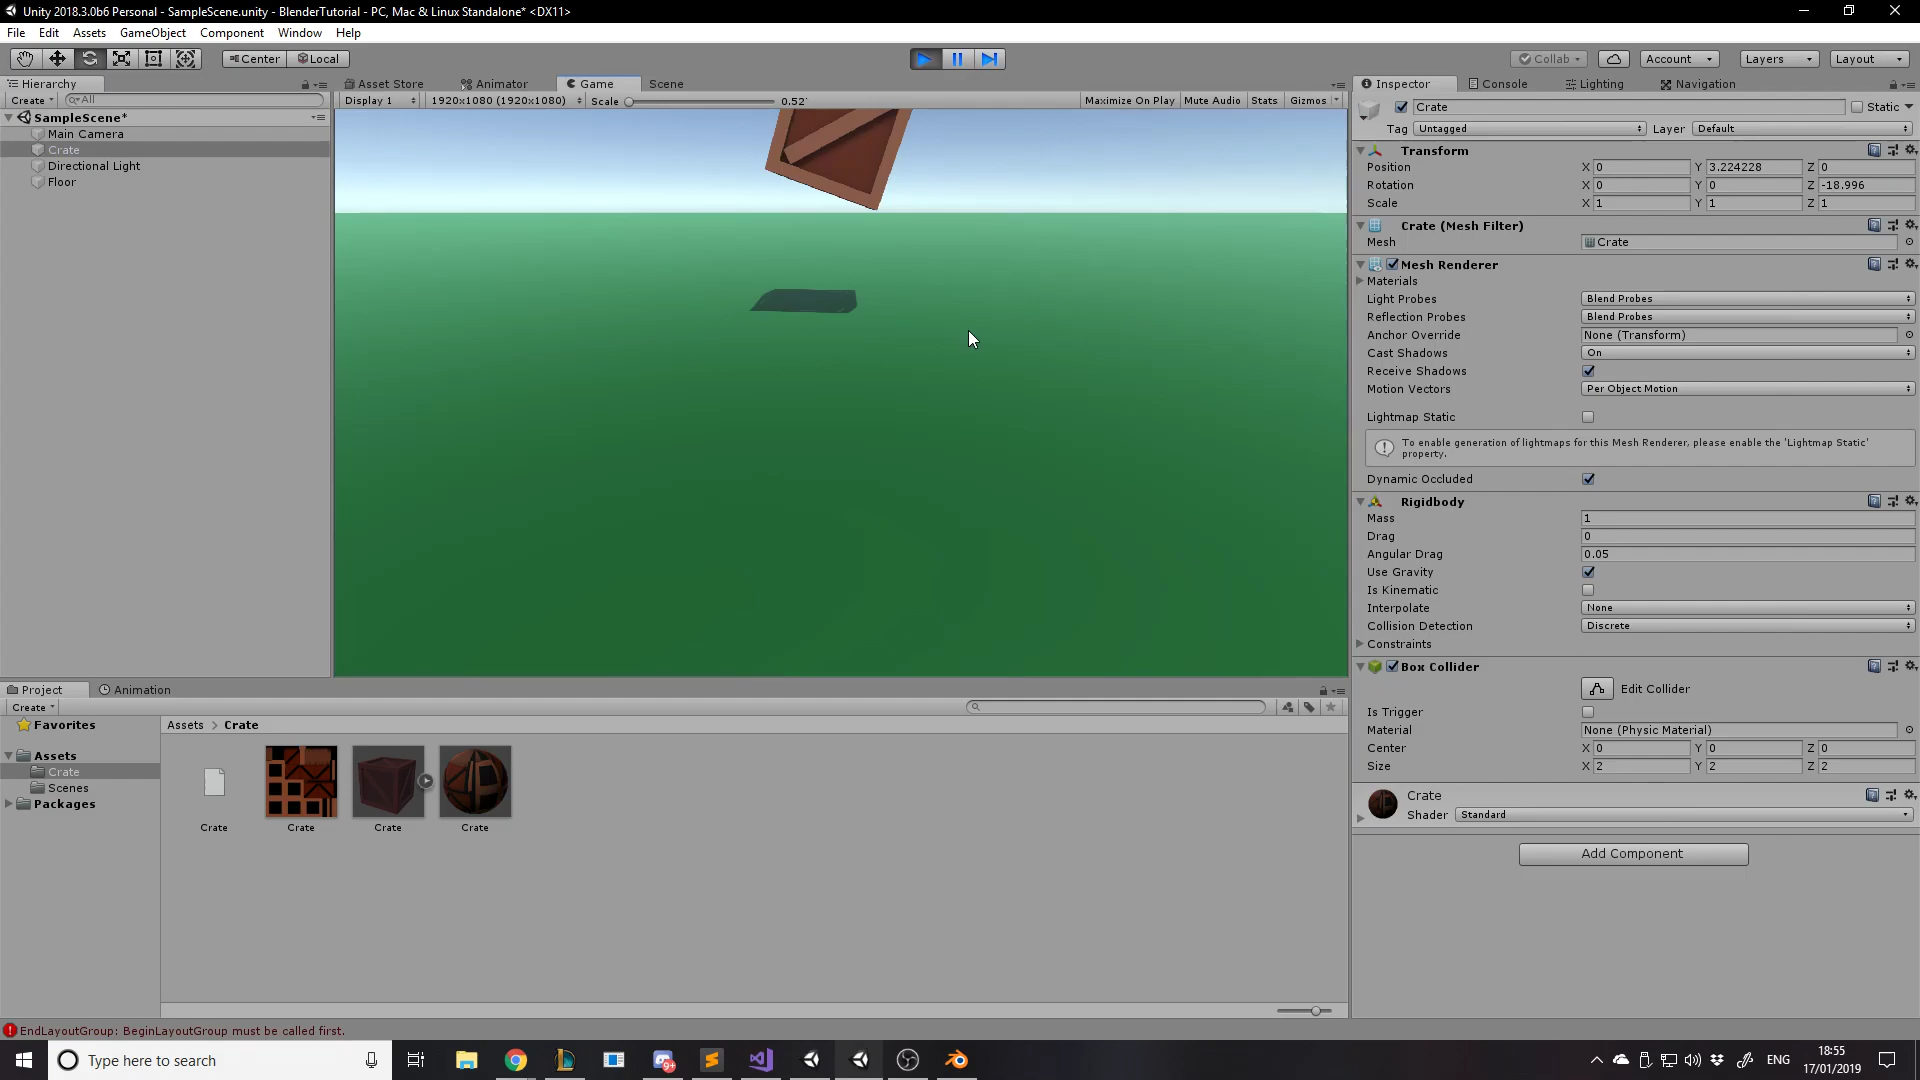 Unity 2018.3.0b6 Personal - SampleScene.unity - BlenderTutorial - PC, Mac & Linux Standalone* <DX11>
File Edit Assets GameObject Component Window Help
Center Local Collab Account Layers Layout
Hierarchy Asset Store Animator Game Scene Inspector Console Lighting Navigation
Create All Display 1 1920x1080 (1920x1080) Scale 0.52' Maximize On Play Mute Audio Stats Gizmos
Crate Static
SampleScene*
Tag Untagged Layer Default
Main Camera
Crate
Directional Light
Floor
Transform
Position X 0 Y 3.224228 Z 0
Rotation X 0 Y 0 Z -18.996
Scale X 1 Y 1 Z 1
Crate (Mesh Filter)
Mesh Crate
Mesh Renderer
Materials
Light Probes Blend Probes
Reflection Probes Blend Probes
Anchor Override None (Transform)
Cast Shadows On
Receive Shadows
Motion Vectors Per Object Motion
Lightmap Static
To enable generation of lightmaps for this Mesh Renderer, please enable the 'Lightmap Static'
property.
Dynamic Occluded
Rigidbody
Mass 1
Drag 0
Angular Drag 0.05
Use Gravity
Is Kinematic
Interpolate None
Collision Detection Discrete
Constraints
Box Collider
Edit Collider
Is Trigger
Material None (Physic Material)
Center X 0 Y 0 Z 0
Size X 2 Y 2 Z 2
Crate
Shader Standard
Add Component
Project Animation
Create
Favorites
Assets
Crate
Scenes
Packages
Assets > Crate
Crate Crate Crate Crate
EndLayoutGroup: BeginLayoutGroup must be called first.
Type here to search
ENG
18:55
17/01/2019